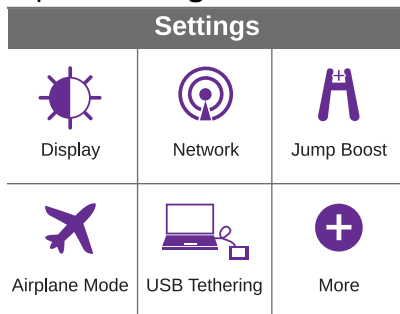 Settings
Display
Network
Jump Boost
Airplane Mode
USB Tethering
More